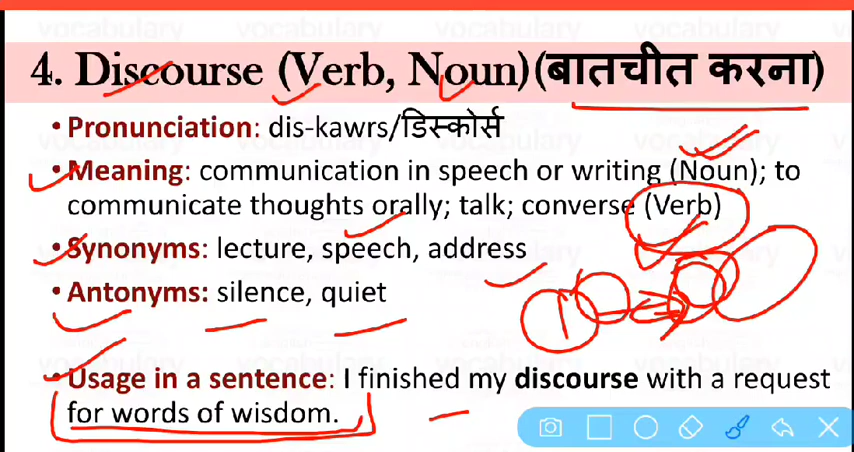 4. Discourse (Verb, Noun)(बातचीत करना)
• Pronunciation: dis-kawrs/डिस्कोर्स
• Meaning: communication in speech or writing (Noun); to
communicate thoughts orally; talk; converse (Verb)
• Synonyms: lecture, speech, address
• Antonyms: silence, quiet
• Usage in a sentence: I finished my discourse with a request
for words of wisdom.